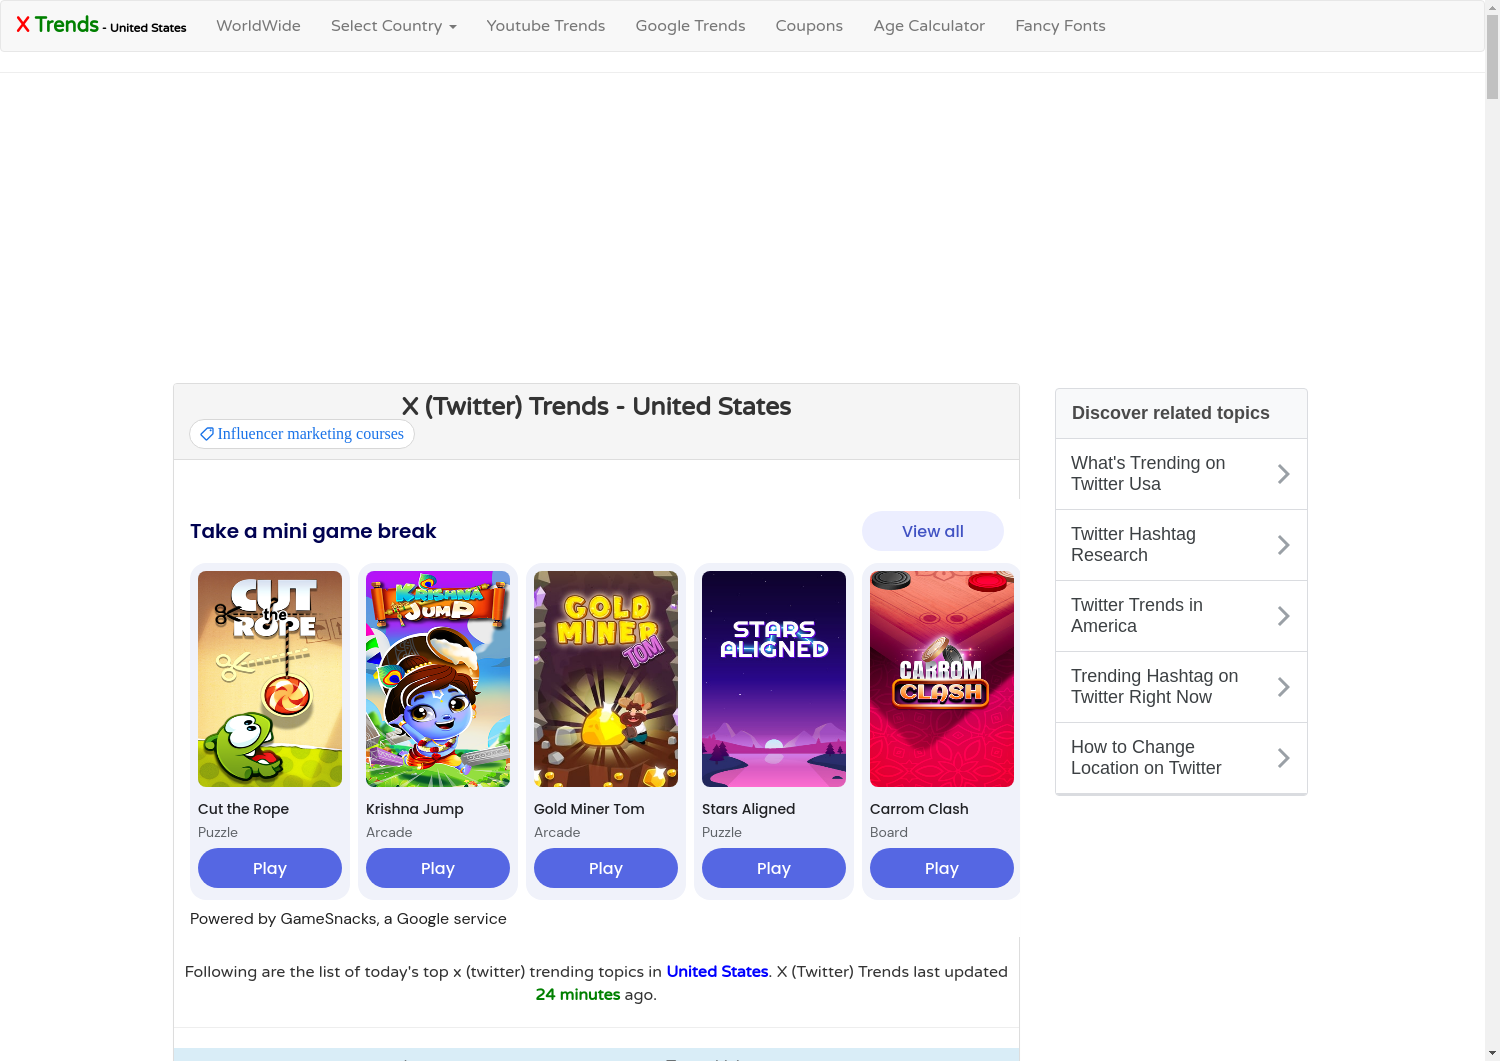 X Trends - United States
WorldWide
Select Country
Youtube Trends
Google Trends
Coupons
Age Calculator
Fancy Fonts
X (Twitter) Trends - United States
Influencer marketing courses
Take a mini game break
View all
CUT
the
ROPE
KRISHNA
JUMP
GOLD
MINER
TOM
STARS
ALIGNED
CARROM
CLASH
Cut the Rope
Krishna Jump
Gold Miner Tom
Stars Aligned
Carrom Clash
Puzzle
Arcade
Arcade
Puzzle
Board
Play
Play
Play
Play
Play
Powered by GameSnacks, a Google service
Following are the list of today's top x (twitter) trending topics in United States. X (Twitter) Trends last updated
24 minutes ago.
Discover related topics
What's Trending on
Twitter Usa
Twitter Hashtag
Research
Twitter Trends in
America
Trending Hashtag on
Twitter Right Now
How to Change
Location on Twitter